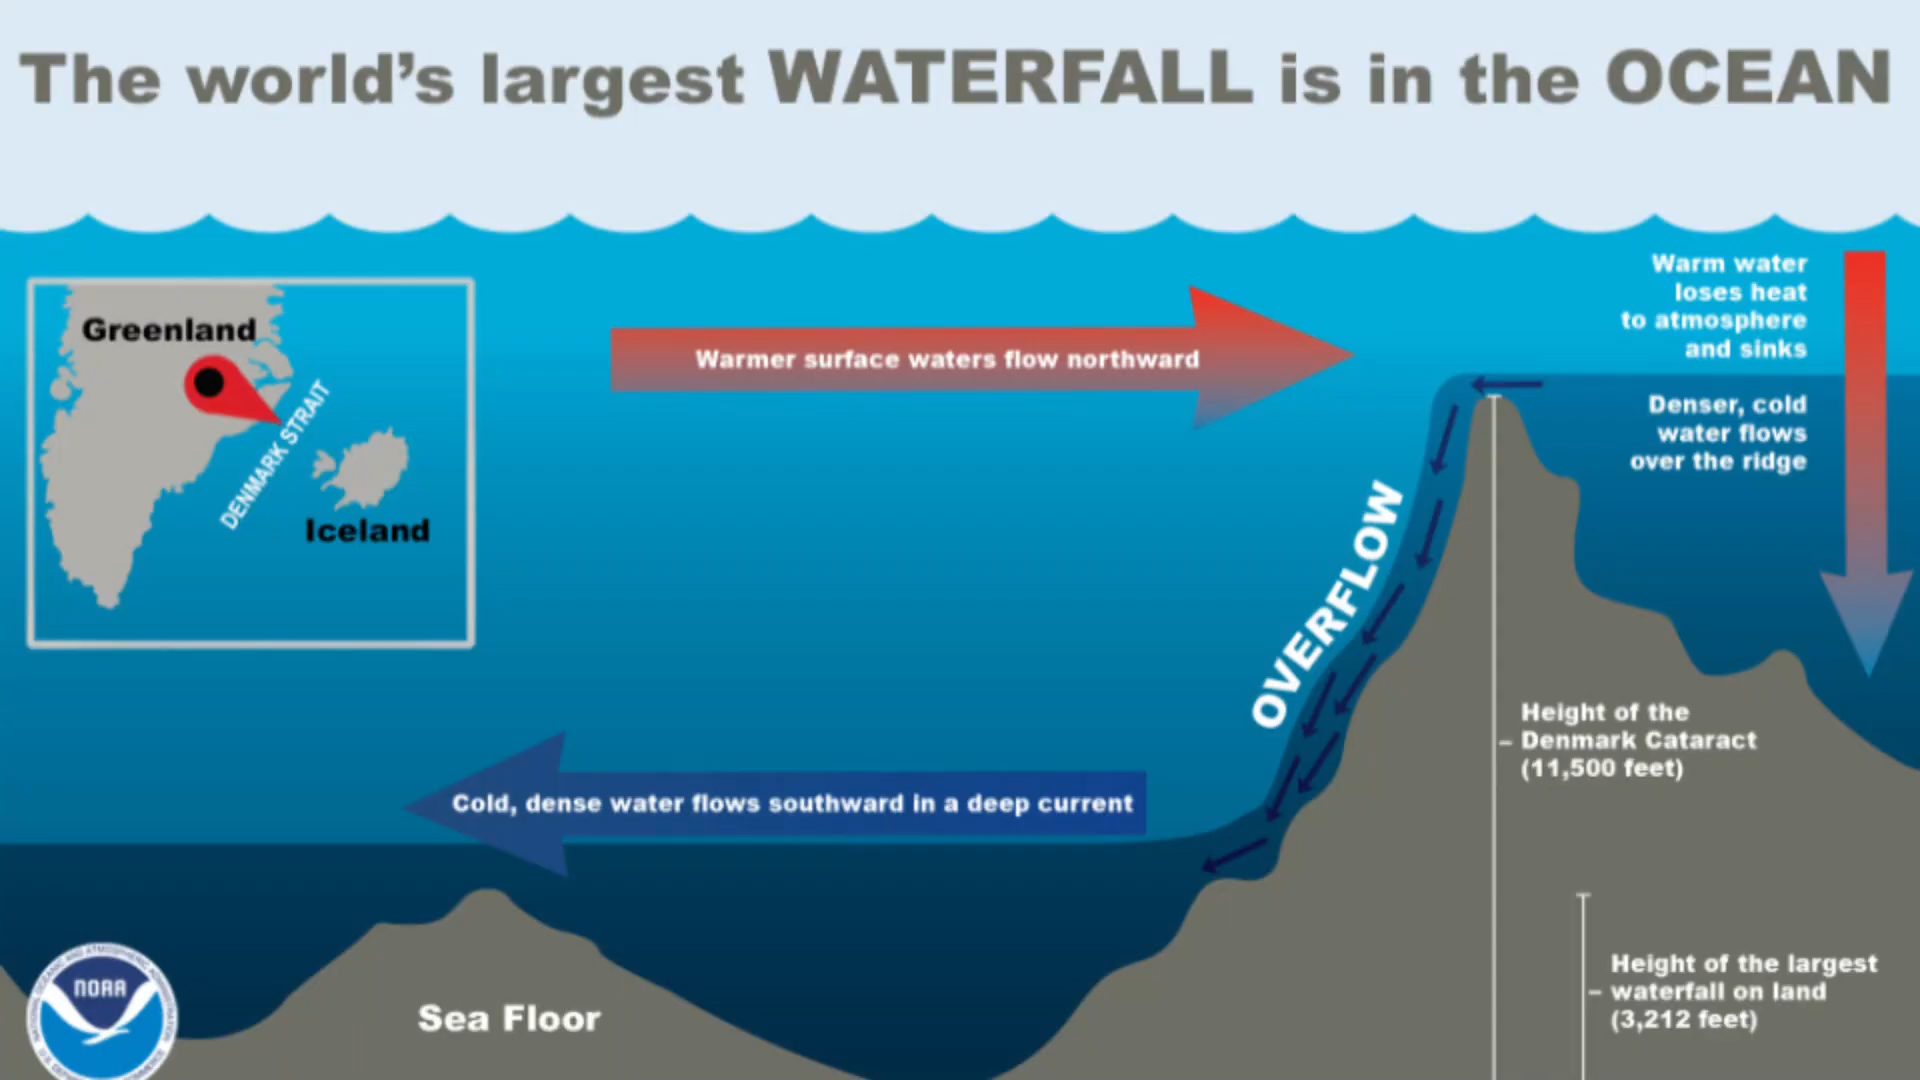 The world's largest WATERFALL is in the OCEAN
Greenland
DENMARK STRAIT
Iceland
Warmer surface waters flow northward
Warm water
loses heat
to atmosphere
and sinks
Denser, cold
water flows
over the ridge
OVERFLOW
Height of the
Denmark Cataract
(11,500 feet)
Cold, dense water flows southward in a deep current
Height of the largest
waterfall on land
(3,212 feet)
Sea Floor
NOAA